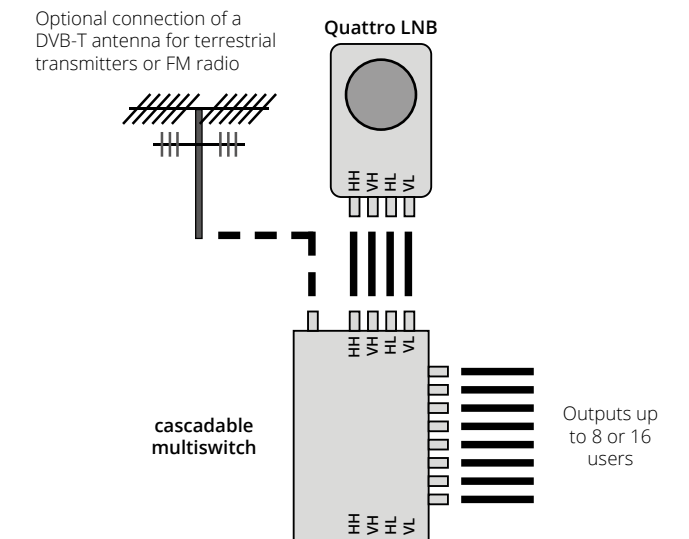 Optional connection of a
DVB-T antenna for terrestrial
transmitters or FM radio
Quattro LNB
HH VH HL VL
HH VH HL VL
cascadable
multiswitch
Outputs up
to 8 or 16
users
HH VH HL VL